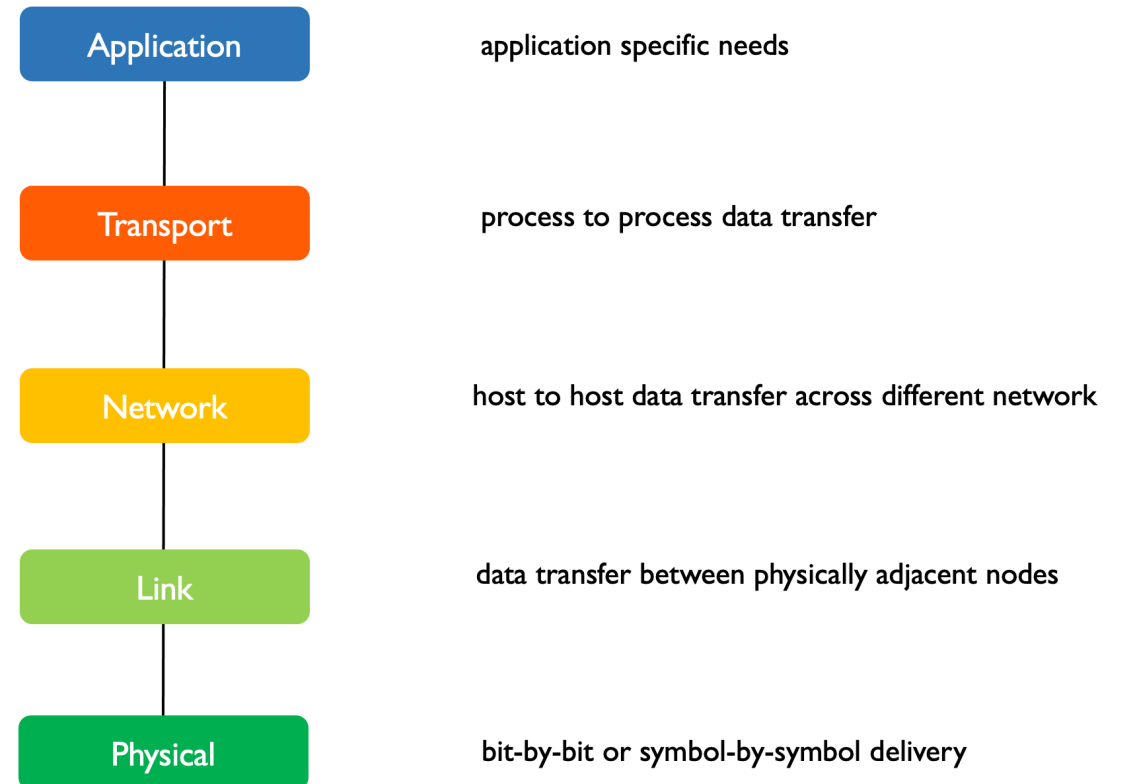 Application
application specific needs
Transport
process to process data transfer
Network
host to host data transfer across different network
Link
data transfer between physically adjacent nodes
Physical
bit-by-bit or symbol-by-symbol delivery